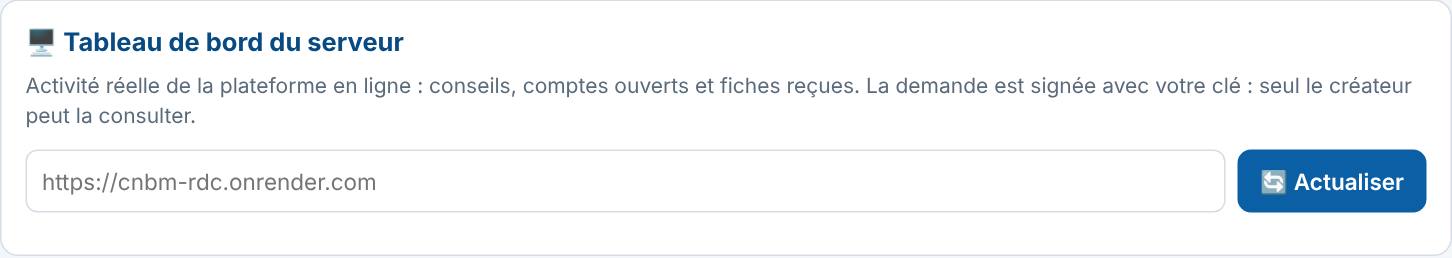 🖥️ Tableau de bord du serveur
Activité réelle de la plateforme en ligne : conseils, comptes ouverts et fiches reçues. La demande est signée avec votre clé : seul le créateur
peut la consulter.
https://cnbm-rdc.onrender.com
🔄 Actualiser